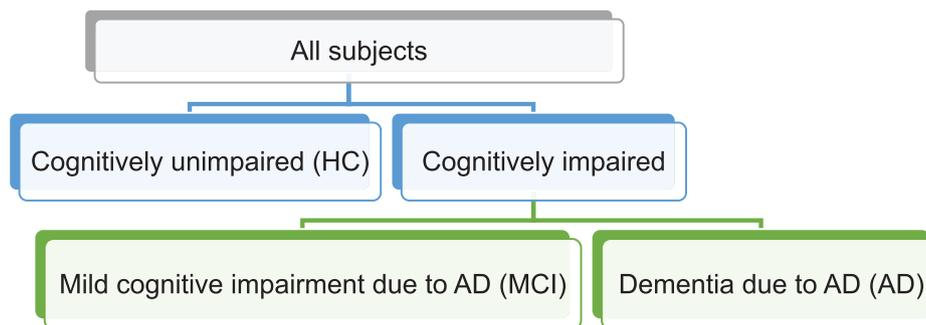 All subjects
Cognitively unimpaired (HC)
Cognitively impaired
Mild cognitive impairment due to AD (MCI)
Dementia due to AD (AD)